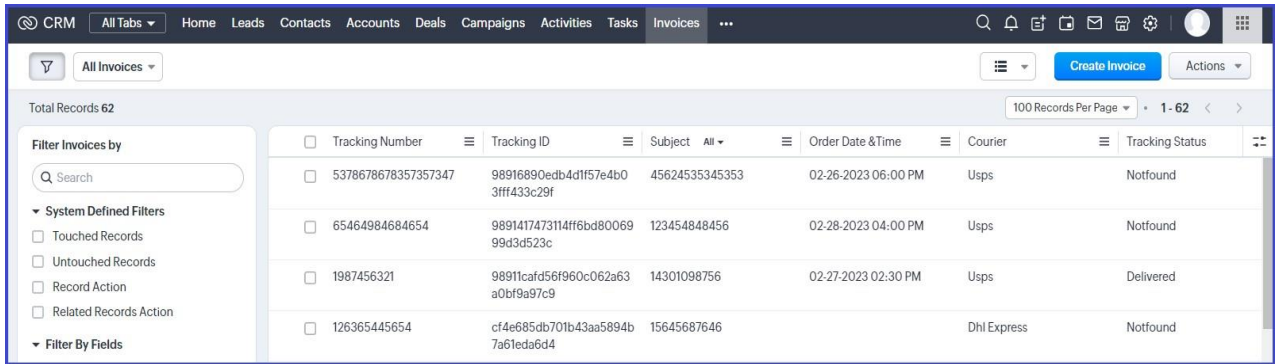 CRM All Tabs Home Leads Contacts Accounts Deals Campaigns Activities Tasks Invoices •••
All Invoices Create Invoice Actions
Total Records 62 100 Records Per Page • 1 - 62
Filter Invoices by Tracking Number Tracking ID Subject All Order Date &Time Courier Tracking Status
Search
5378678678357357347 98916890edb4d1f57e4b0 45624535345353 02-26-2023 06:00 PM Usps Notfound
3fff433c29f
System Defined Filters
Touched Records 65464984684654 9891417473114ff6bd80069 123454848456 02-28-2023 04:00 PM Usps Notfound
99d3d523c
Untouched Records
Record Action 1987456321 98911cafd56f960c062a63 14301098756 02-27-2023 02:30 PM Usps Delivered
a0bf9a97c9
Related Records Action
126365445654 cf4e685db701b43aa5894b 15645687646 Dhl Express Notfound
7a61eda6d4
Filter By Fields